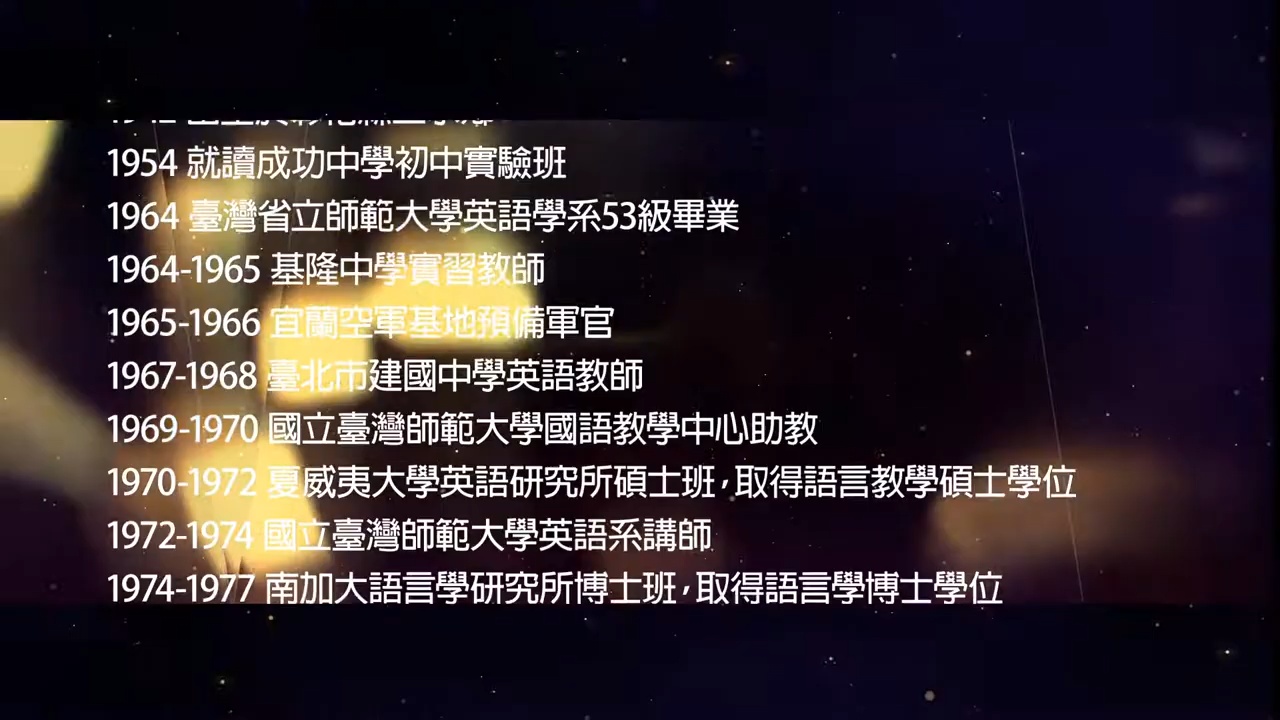 1954 就讀成功中學初中實驗班
1964 臺灣省立師範大學英語學系53級畢業
1964-1965 基隆中學實習教師
1965-1966 宜蘭空軍基地預備軍官
1967-1968 臺北市建國中學英語教師
1969-1970 國立臺灣師範大學國語教學中心助教
1970-1972 夏威夷大學英語研究所碩士班，取得語言教學碩士學位
1972-1974 國立臺灣師範大學英語系講師
1974-1977 南加大語言學研究所博士班，取得語言學博士學位